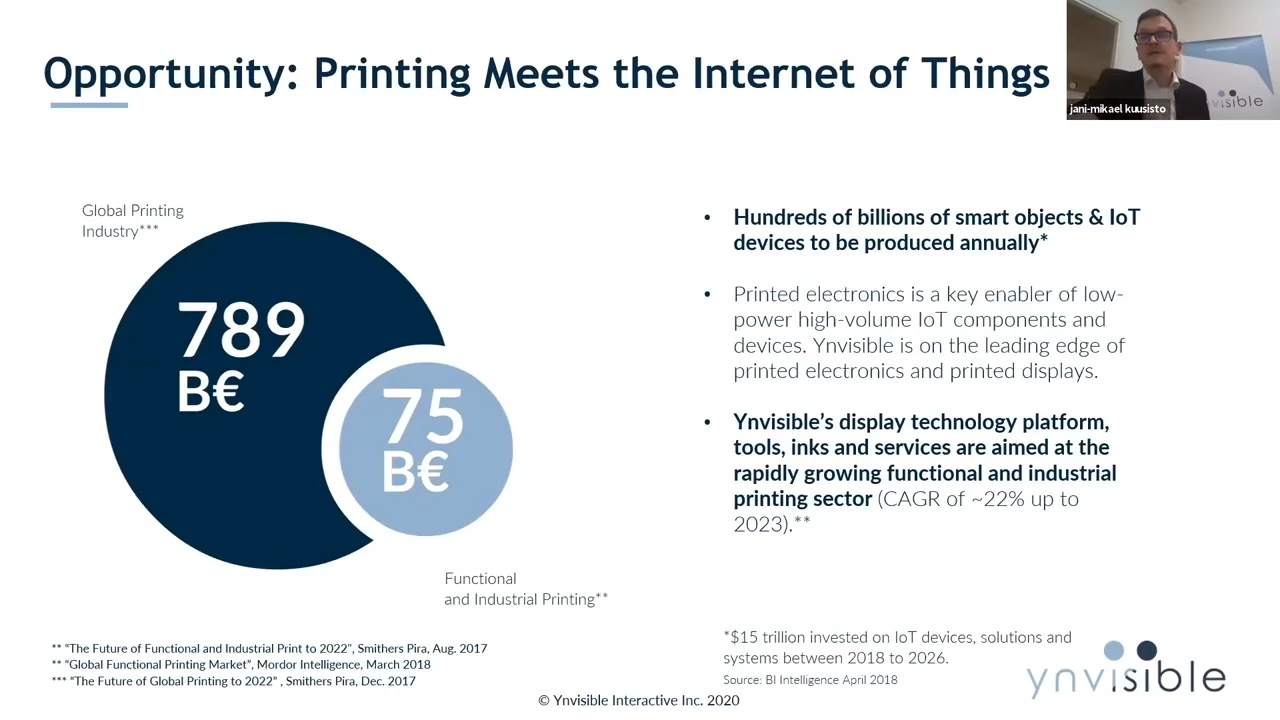 Opportunity: Printing Meets the Internet of Things
jani-mikael kuusisto
ynvisible
Global Printing
Industry***
789
B€
75
B€
Functional
and Industrial Printing**
• Hundreds of billions of smart objects & IoT
devices to be produced annually*
• Printed electronics is a key enabler of low-
power high-volume IoT components and
devices. Ynvisible is on the leading edge of
printed electronics and printed displays.
• Ynvisible’s display technology platform,
tools, inks and services are aimed at the
rapidly growing functional and industrial
printing sector (CAGR of ~22% up to
2023).**
** “The Future of Functional and Industrial Print to 2022", Smithers Pira, Aug. 2017
** “Global Functional Printing Market”, Mordor Intelligence, March 2018
*** “The Future of Global Printing to 2022” , Smithers Pira, Dec. 2017
*$15 trillion invested on IoT devices, solutions and
systems between 2018 to 2026.
Source: BI Intelligence April 2018
ynvisible
© Ynvisible Interactive Inc. 2020